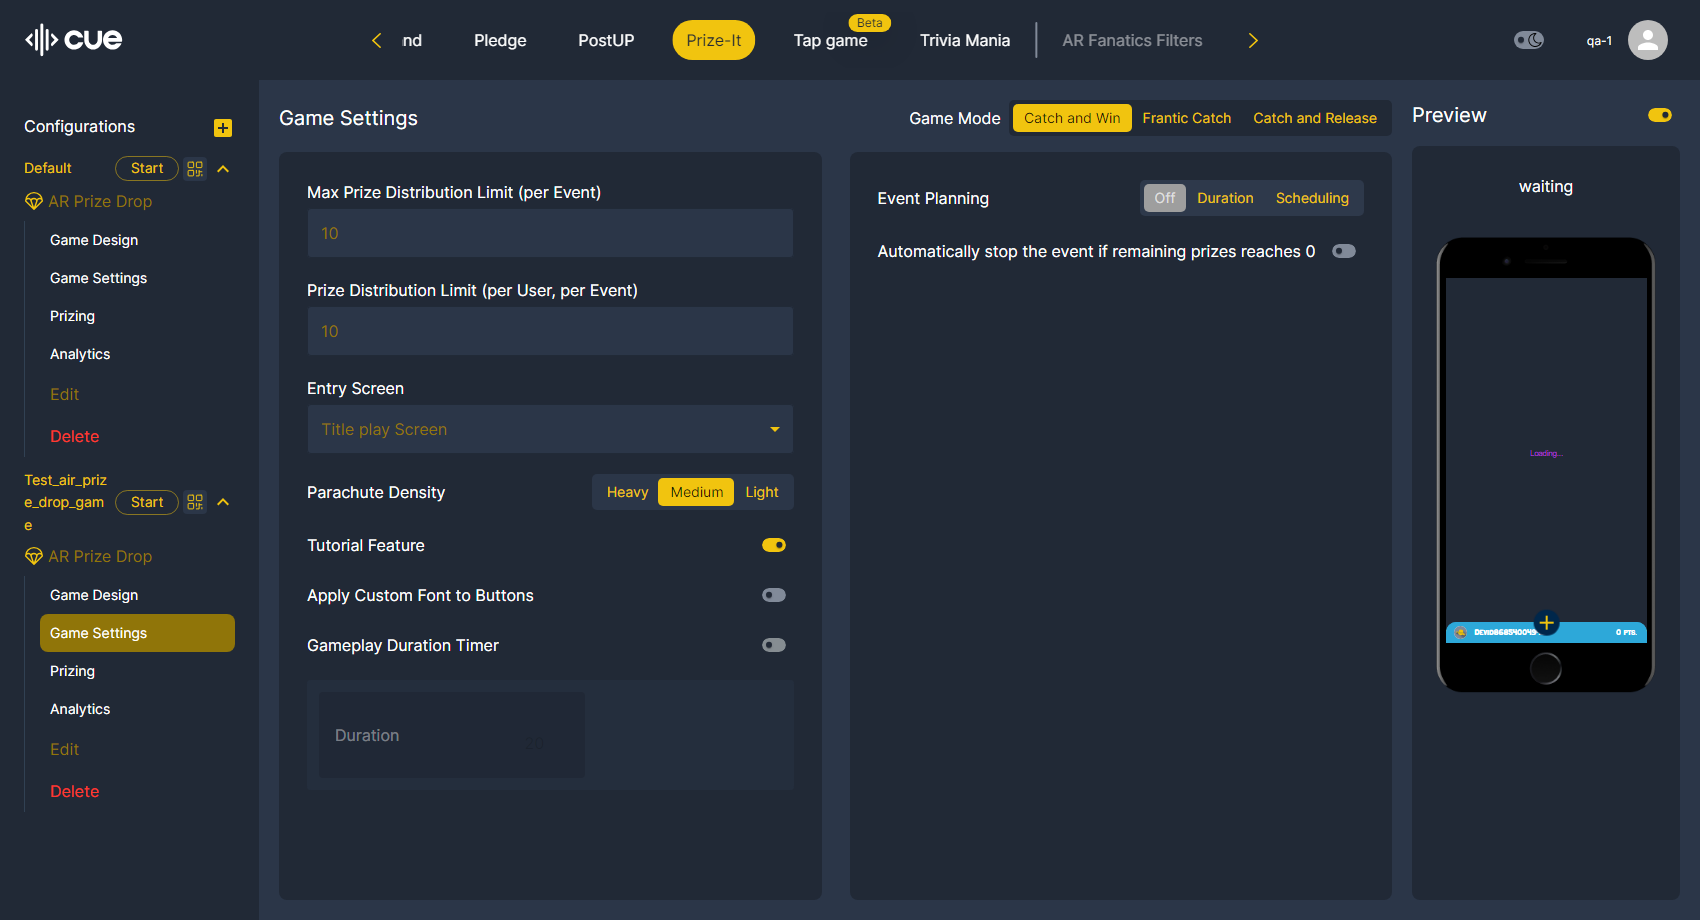 cue
nd
Pledge
PostUP
Prize-It
Beta
Tap game
Trivia Mania
AR Fanatics Filters
qa-1
Configurations
Default
Start
AR Prize Drop
Game Design
Game Settings
Prizing
Analytics
Edit
Delete
Test_air_priz
e_drop_gam
e
Start
AR Prize Drop
Game Design
Game Settings
Prizing
Analytics
Edit
Delete
Game Settings
Game Mode
Catch and Win
Frantic Catch
Catch and Release
Max Prize Distribution Limit (per Event)
10
Prize Distribution Limit (per User, per Event)
10
Entry Screen
Title play Screen
Parachute Density
Heavy
Medium
Light
Tutorial Feature
Apply Custom Font to Buttons
Gameplay Duration Timer
Duration
20
Event Planning
Off
Duration
Scheduling
Automatically stop the event if remaining prizes reaches 0
Preview
waiting
Loading...
0 PTS.